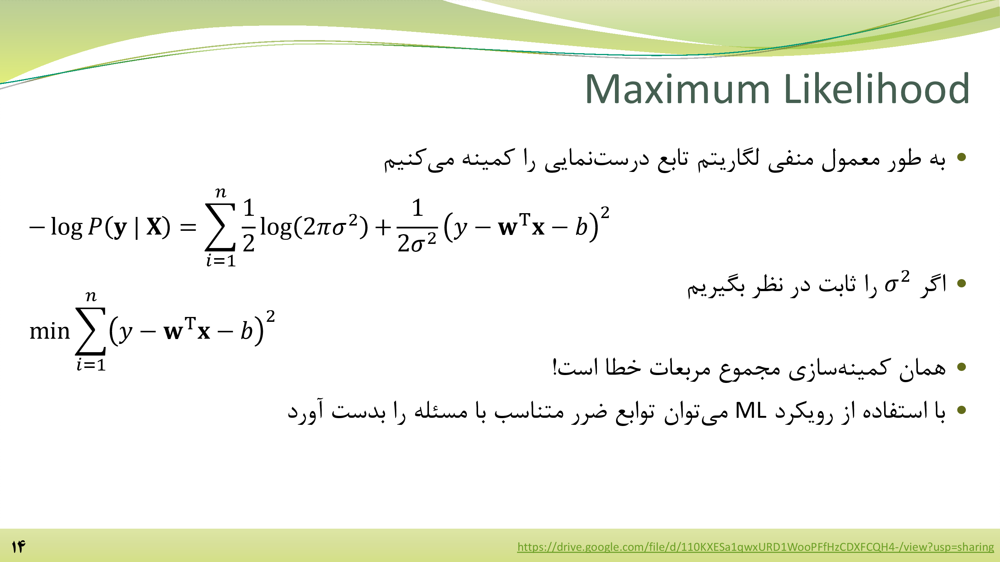 Maximum Likelihood
• به طور معمول منفی لگاریتم تابع درست‌نمایی را کمینه می‌کنیم
$-\log P(\mathbf{y} \mid \mathbf{X}) = \sum_{i=1}^{n} \frac{1}{2} \log(2\pi\sigma^2) + \frac{1}{2\sigma^2} (y - \mathbf{w}^{\mathrm{T}}\mathbf{x} - b)^2$
• اگر $\sigma^2$ را ثابت در نظر بگیریم
$\min \sum_{i=1}^{n} (y - \mathbf{w}^{\mathrm{T}}\mathbf{x} - b)^2$
• همان کمینه‌سازی مجموع مربعات خطا است!
• با استفاده از رویکرد ML می‌توان توابع ضرر متناسب با مسئله را بدست آورد
۱۴
https://drive.google.com/file/d/110KXESa1qwxURD1WooPFfHzCDXFCQH4-/view?usp=sharing